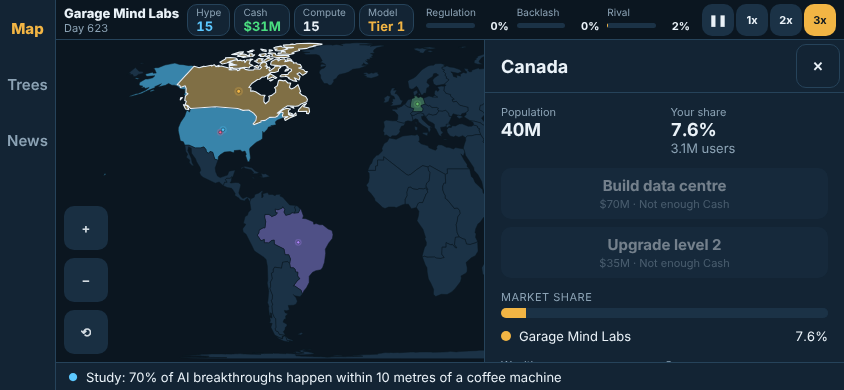 Map
Trees
News
Garage Mind Labs
Day 623
Hype
15
Cash
$31M
Compute
15
Model
Tier 1
Regulation
0%
Backlash
0%
Rival
2%
1x
2x
3x
Canada
×
Population
40M
Your share
7.6%
3.1M users
Build data centre
$70M · Not enough Cash
Upgrade level 2
$35M · Not enough Cash
MARKET SHARE
Garage Mind Labs 7.6%
+
−
Study: 70% of AI breakthroughs happen within 10 metres of a coffee machine